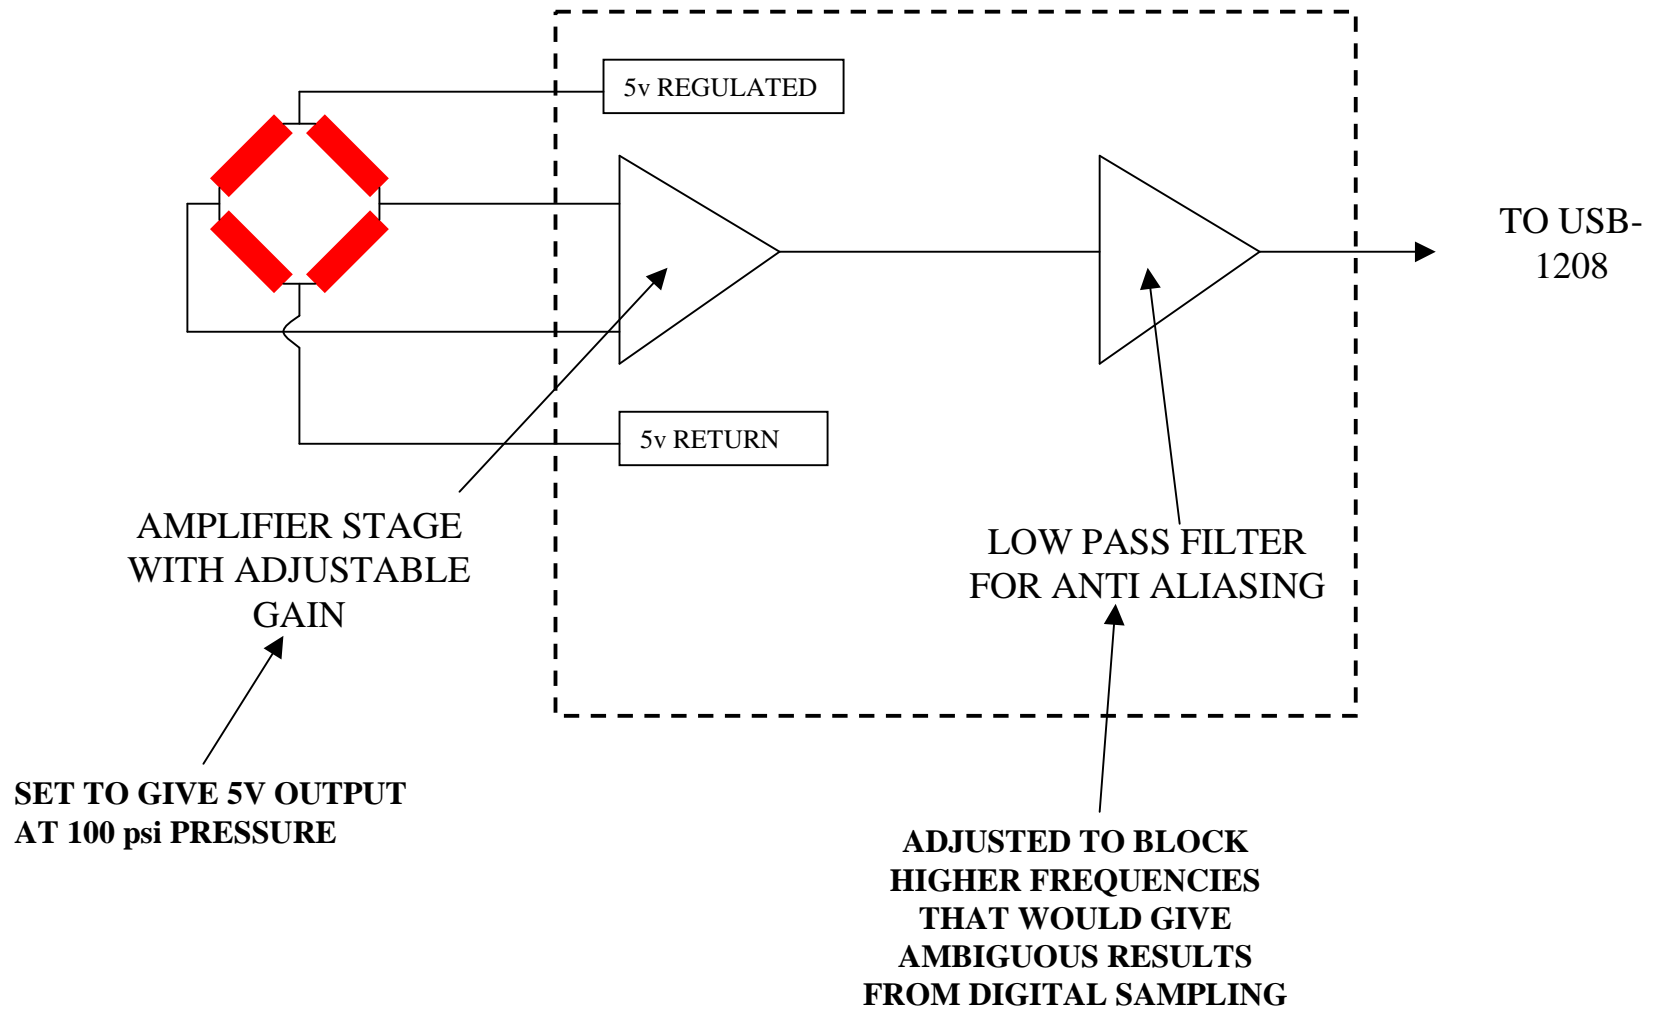 5v REGULATED
TO USB-
1208
5v RETURN
AMPLIFIER STAGE
WITH ADJUSTABLE
GAIN
LOW PASS FILTER
FOR ANTI ALIASING
SET TO GIVE 5V OUTPUT
AT 100 psi PRESSURE
ADJUSTED TO BLOCK
HIGHER FREQUENCIES
THAT WOULD GIVE
AMBIGUOUS RESULTS
FROM DIGITAL SAMPLING